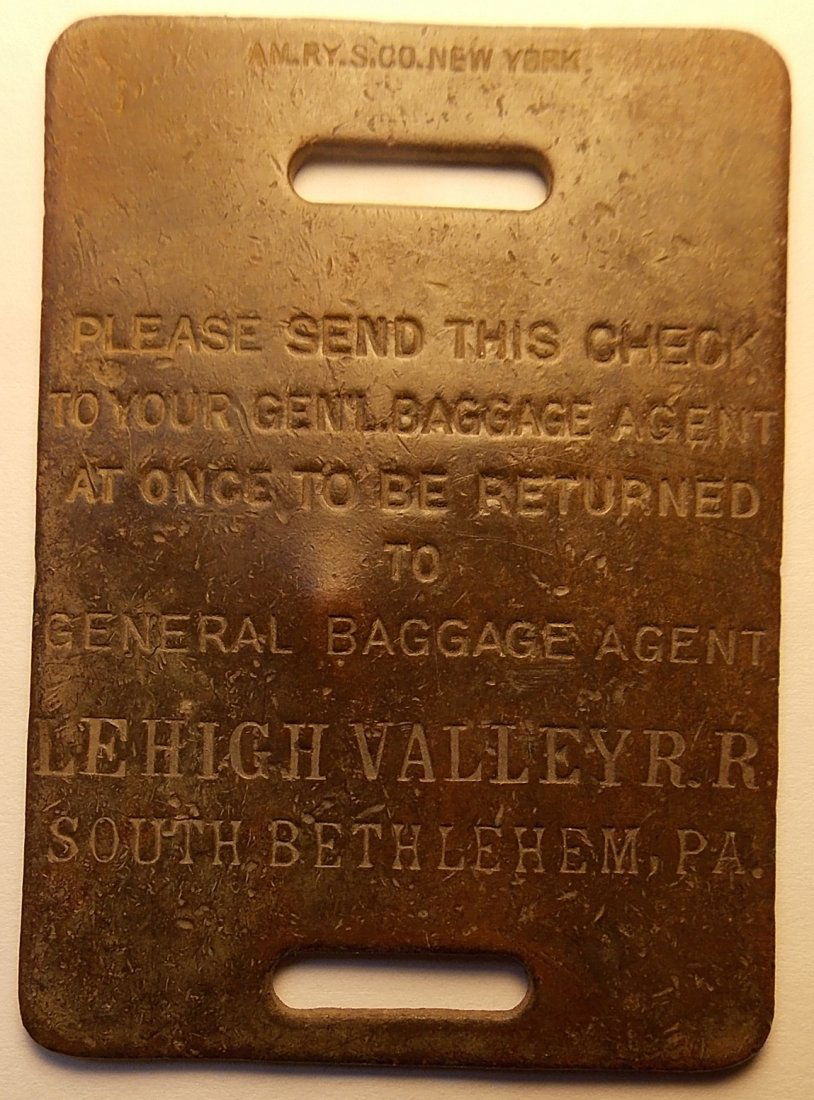 AM.RY.S.CO.NEW YORK
PLEASE SEND THIS CHECK
TO YOUR GEN'L. BAGGAGE AGENT
AT ONCE TO BE RETURNED
TO
GENERAL BAGGAGE AGENT
LEHIGH VALLEY R.R.
SOUTH BETHLEHEM, PA.